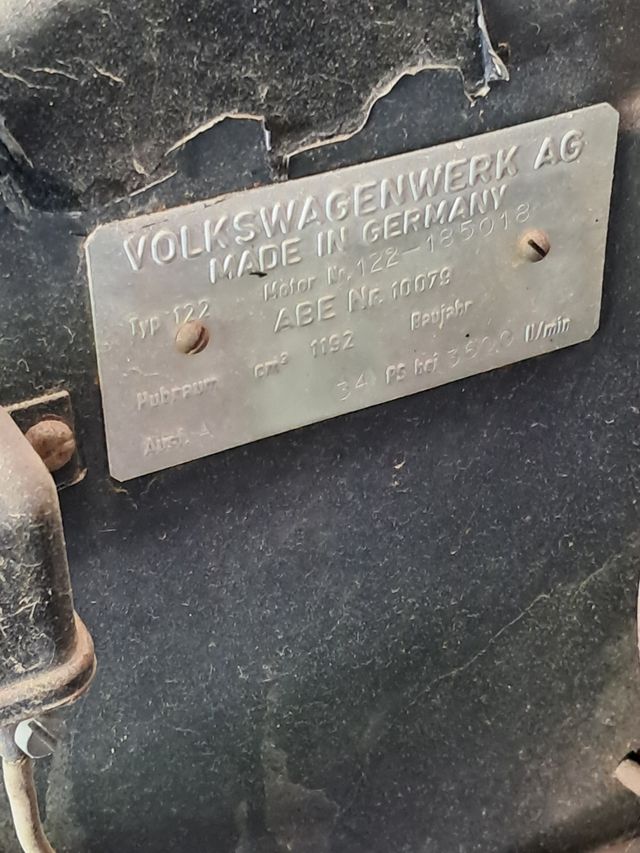 VOLKSWAGENWERK AG
MADE IN GERMANY
Typ 122 Motor Nr. 122-185018
ABE Nr. 10079
Hubraum cm³ 1192 Baujahr
Ausf. A 34 PS bei 3600 U/min